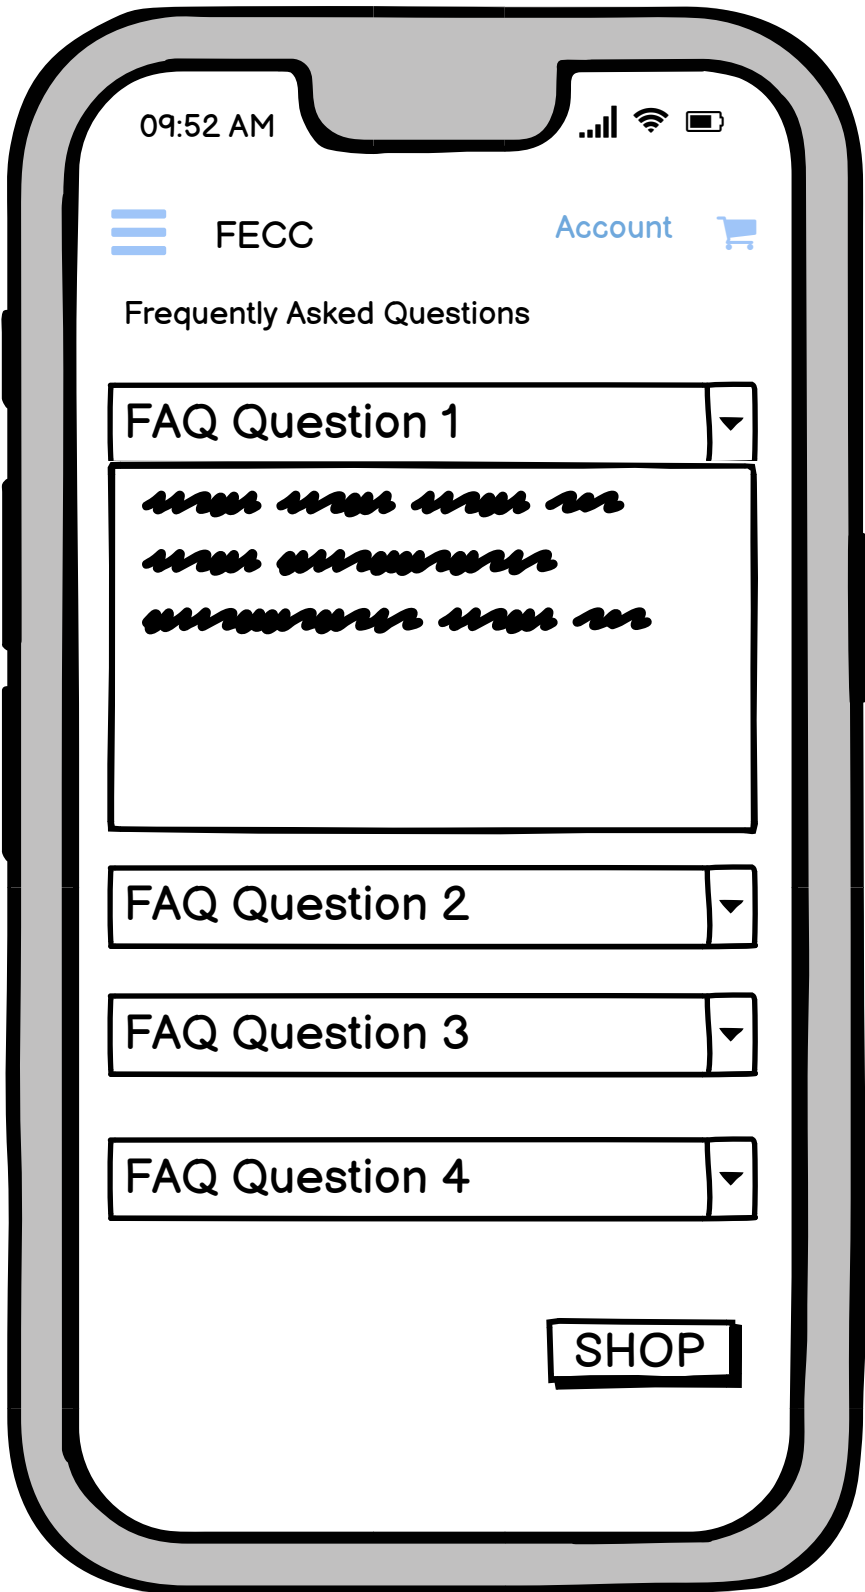 09:52 AM
FECC
Account
Frequently Asked Questions
FAQ Question 1
FAQ Question 2
FAQ Question 3
FAQ Question 4
SHOP